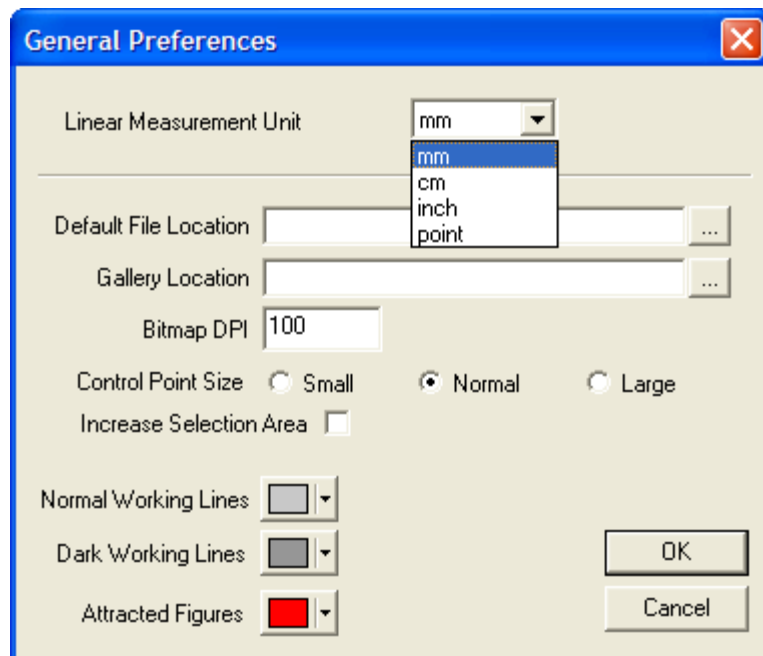 General Preferences
Linear Measurement Unit mm
mm
cm
inch
point
Default File Location ...
Gallery Location ...
Bitmap DPI 100
Control Point Size Small Normal Large
Increase Selection Area
Normal Working Lines
Dark Working Lines
OK
Attracted Figures
Cancel